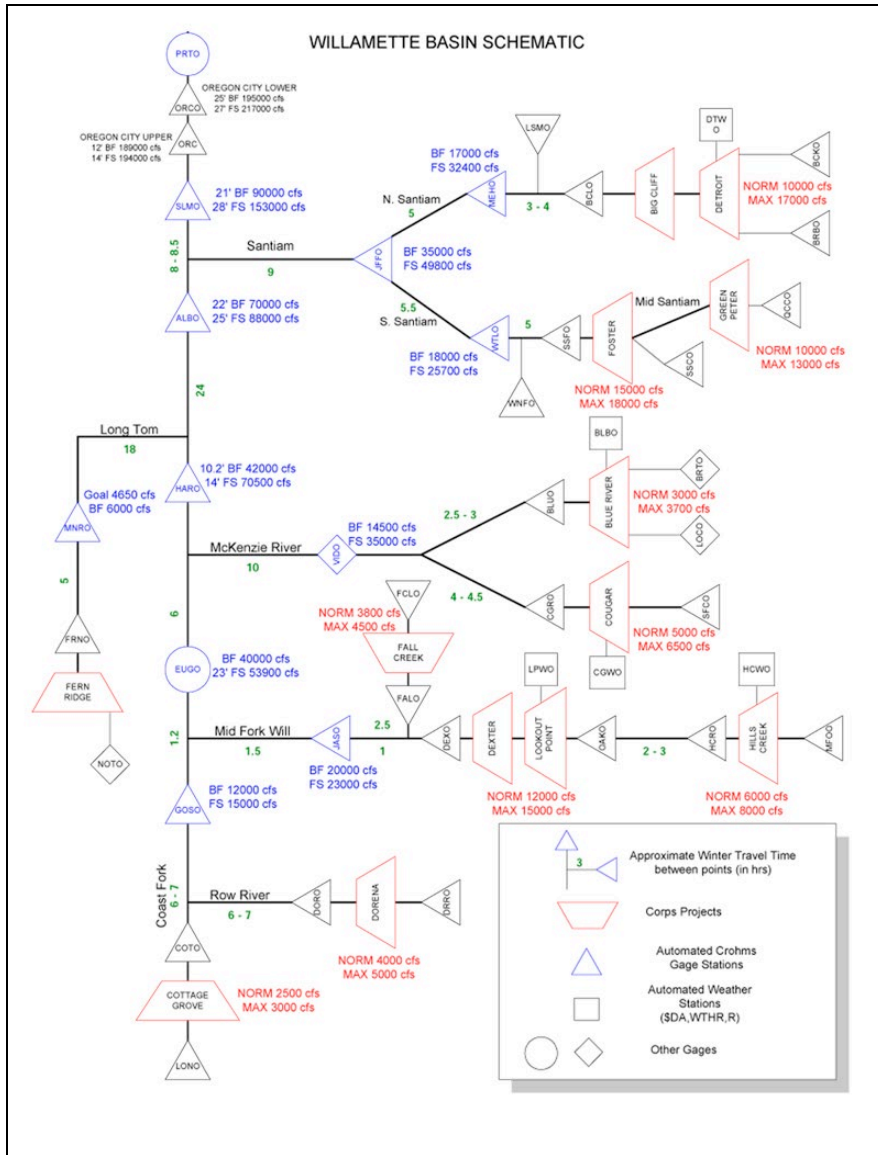 WILLAMETTE BASIN SCHEMATIC
PRTO
OREGON CITY LOWER
25' BF 195000 cfs
27' FS 217000 cfs
ORCO
OREGON CITY UPPER
12' BF 189000 cfs
14' FS 194000 cfs
ORC
21' BF 90000 cfs
28' FS 153000 cfs
SLMO
8 - 8.5
Santiam
9
JFFO
BF 35000 cfs
FS 49800 cfs
N. Santiam
5
BF 17000 cfs
FS 32400 cfs
MEHO
3 - 4
LSMO
BCLO
BIG CLIFF
DETROIT
DTW
O
BCKO
NORM 10000 cfs
MAX 17000 cfs
BRBO
5.5
S. Santiam
WTLO
BF 18000 cfs
FS 25700 cfs
5
WNFO
SSFO
FOSTER
NORM 15000 cfs
MAX 18000 cfs
Mid Santiam
SSCO
GREEN
PETER
QCCO
NORM 10000 cfs
MAX 13000 cfs
22' BF 70000 cfs
25' FS 88000 cfs
ALBO
24
Long Tom
18
Goal 4650 cfs
BF 6000 cfs
MNRO
5
FRNO
FERN
RIDGE
NOTO
10.2' BF 42000 cfs
14' FS 70500 cfs
HARO
McKenzie River
10
BF 14500 cfs
FS 35000 cfs
VIDO
2.5 - 3
BLUO
BLBO
BLUE RIVER
BRTO
NORM 3000 cfs
MAX 3700 cfs
LOCO
4 - 4.5
CGRO
COUGAR
SFCO
NORM 5000 cfs
MAX 6500 cfs
CGWO
6
EUGO
BF 40000 cfs
23' FS 53900 cfs
FCLO
NORM 3800 cfs
MAX 4500 cfs
FALL
CREEK
FALO
1.2
Mid Fork Will
1.5
JASO
BF 20000 cfs
FS 23000 cfs
2.5
1
DEXO
DEXTER
LPWO
LOOKOUT
POINT
NORM 12000 cfs
MAX 15000 cfs
OAKO
2 - 3
HCRO
HCWO
HILLS
CREEK
MFOO
NORM 6000 cfs
MAX 8000 cfs
BF 12000 cfs
FS 15000 cfs
GOSO
Coast Fork
6 - 7
Row River
6 - 7
DORO
DORENA
DRRO
NORM 4000 cfs
MAX 5000 cfs
COTO
COTTAGE
GROVE
NORM 2500 cfs
MAX 3000 cfs
LONO
3
Approximate Winter Travel Time
between points (in hrs)
Corps Projects
Automated Crohms
Gage Stations
Automated Weather
Stations
($DA,WTHR,R)
Other Gages